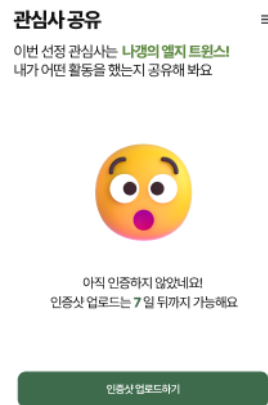 관심사 공유
이번 선정 관심사는 나갱의 엘지 트윈스!
내가 어떤 활동을 했는지 공유해 봐요
아직 인증하지 않았네요!
인증샷 업로드는 7 일 뒤까지 가능해요
인증샷 업로드하기